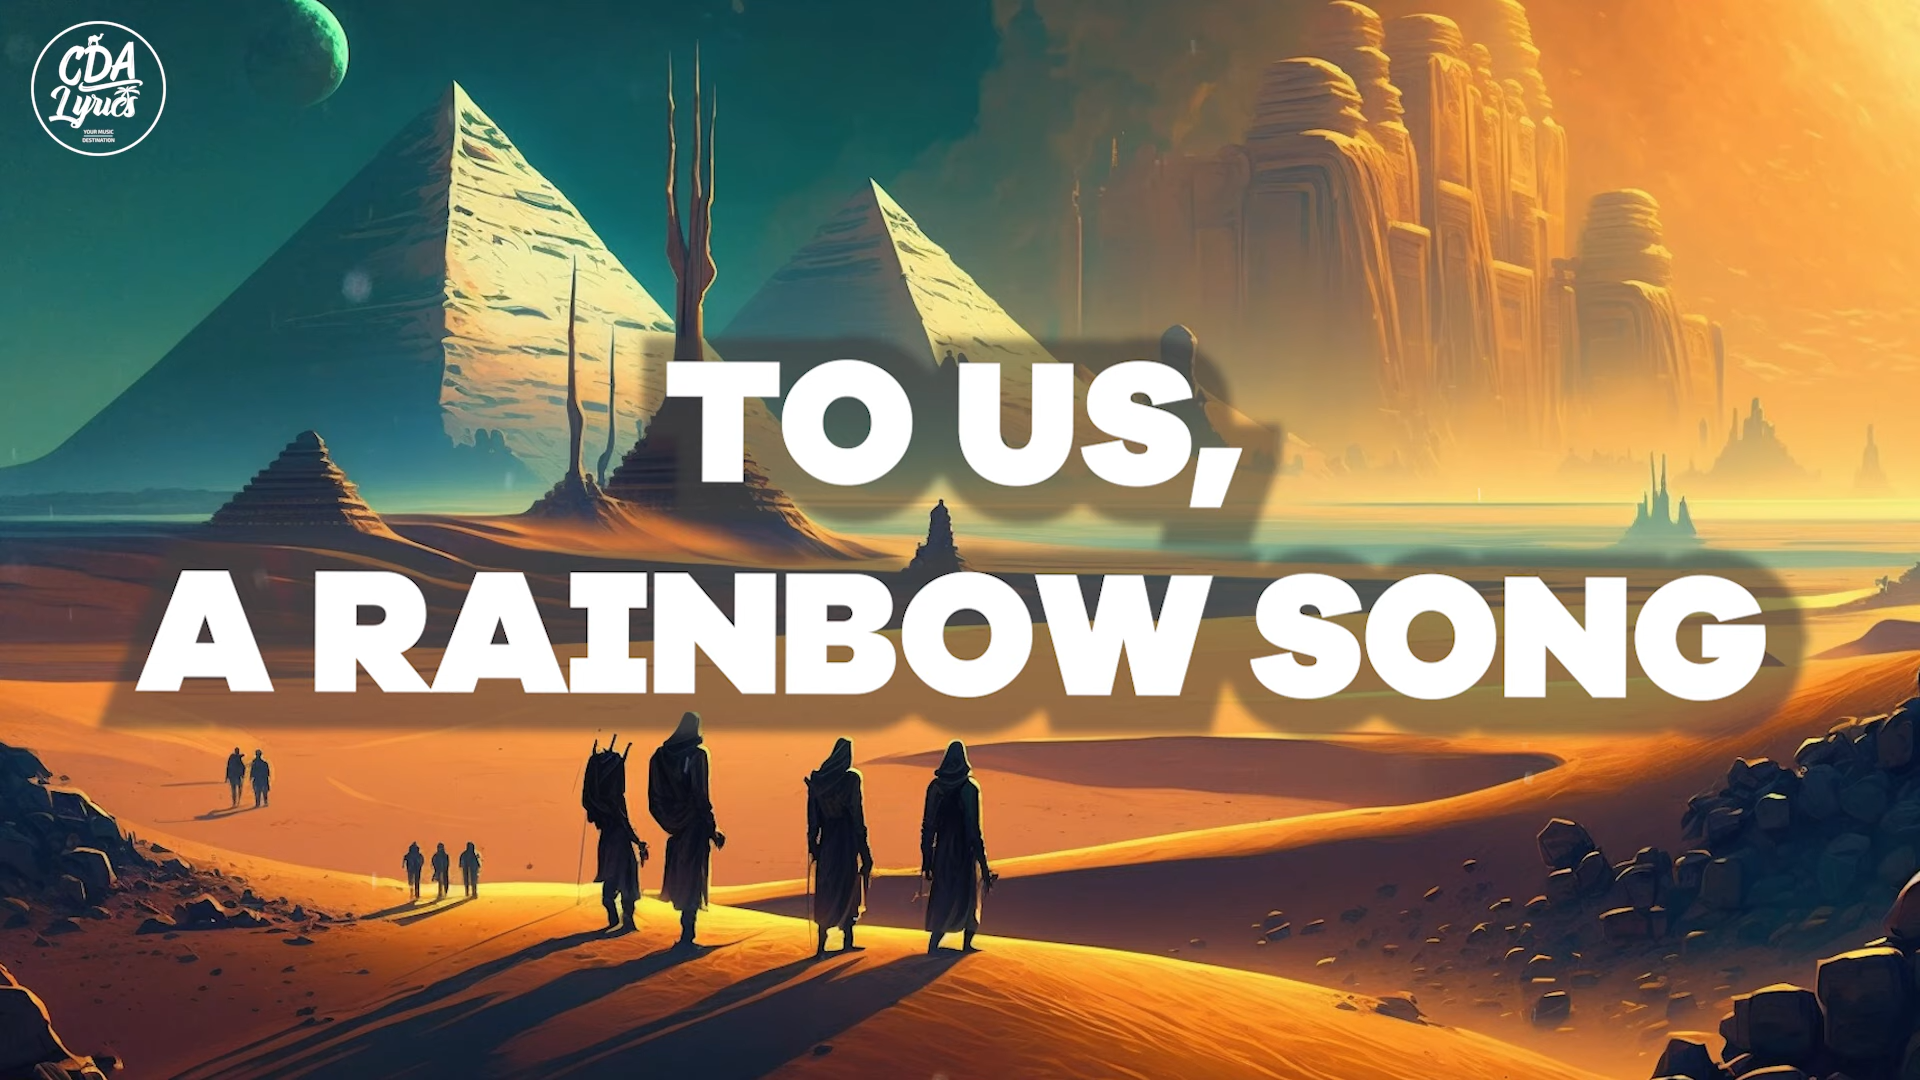 CDA
Lyrics
YOUR MUSIC
DESTINATION
TO US,
A RAINBOW SONG